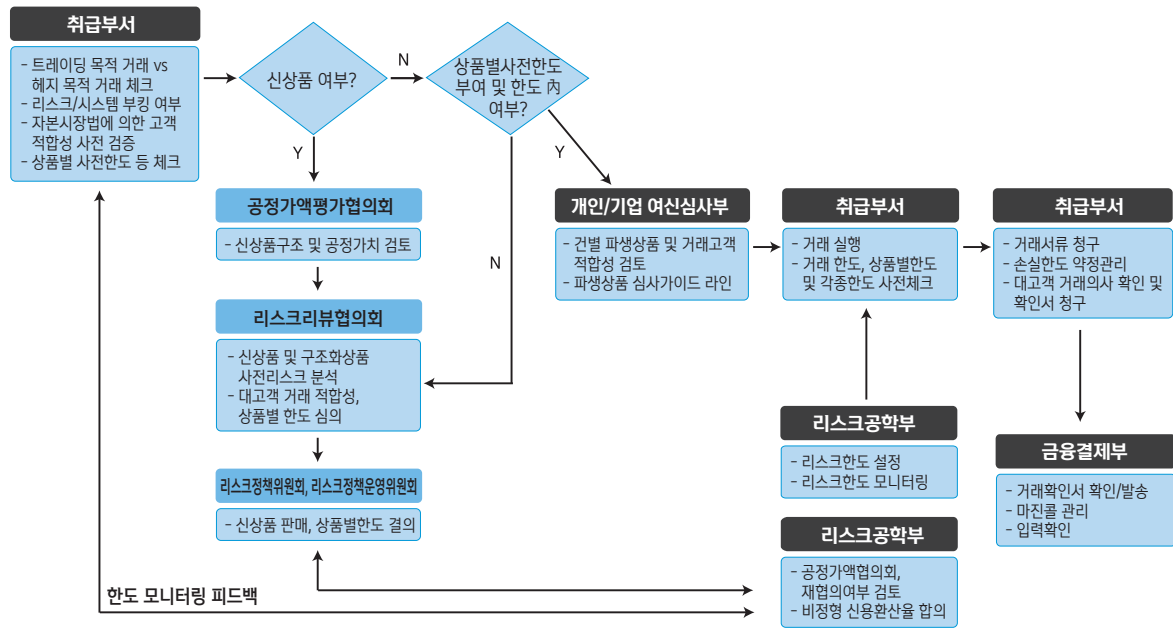 취급부서
- 트레이딩 목적 거래 vs
헤지 목적 거래 체크
- 리스크/시스템 부킹 여부
- 자본시장법에 의한 고객
적합성 사전 검증
- 상품별 사전한도 등 체크
신상품 여부?
N
상품별사전한도
부여 및 한도 內
여부?
Y
Y
N
공정가액평가협의회
- 신상품구조 및 공정가치 검토
리스크리뷰협의회
- 신상품 및 구조화상품
사전리스크 분석
- 대고객 거래 적합성,
상품별 한도 심의
리스크정책위원회, 리스크정책운영위원회
- 신상품 판매, 상품별한도 결의
개인/기업 여신심사부
- 건별 파생상품 및 거래고객
적합성 검토
- 파생상품 심사가이드 라인
취급부서
- 거래 실행
- 거래 한도, 상품별한도
및 각종한도 사전체크
취급부서
- 거래서류 청구
- 손실한도 약정관리
- 대고객 거래의사 확인 및
확인서 청구
리스크공학부
- 리스크한도 설정
- 리스크한도 모니터링
금융결제부
- 거래확인서 확인/발송
- 마진콜 관리
- 입력확인
리스크공학부
- 공정가액협의회,
재협의여부 검토
- 비정형 신용환산율 합의
한도 모니터링 피드백